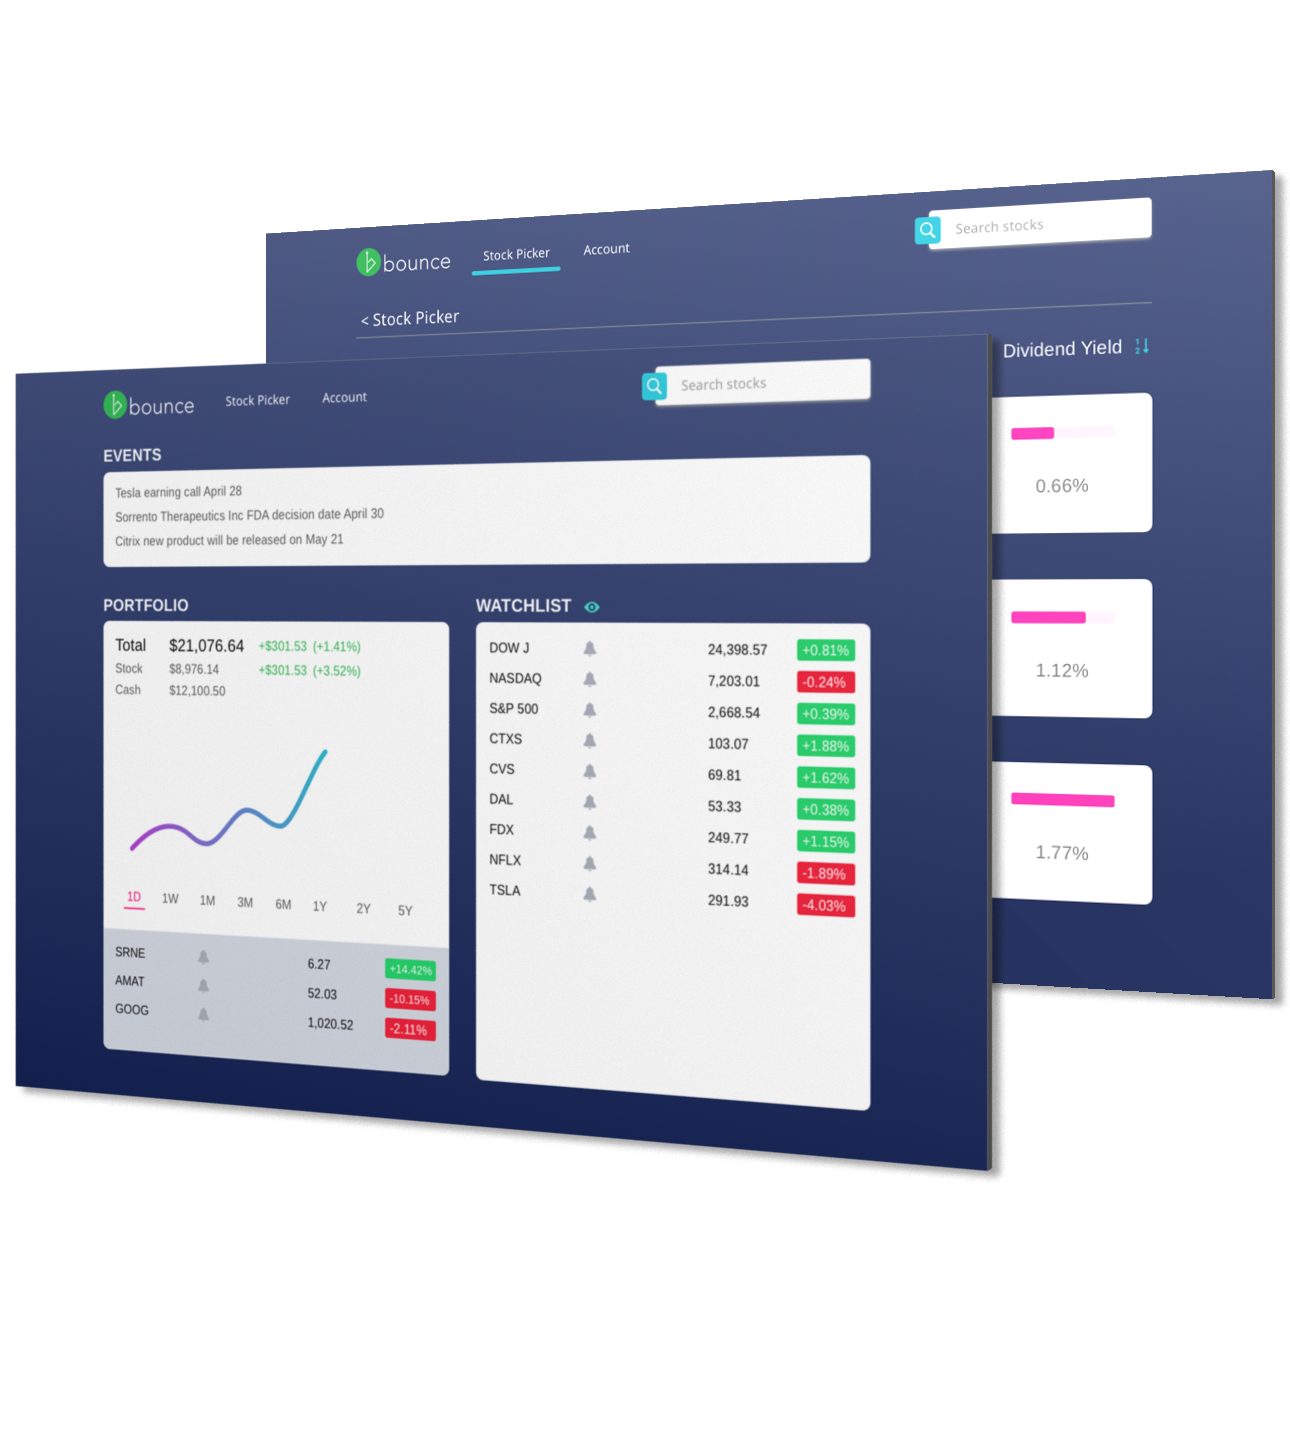 bounce
Stock Picker
Account
Search stocks
< Stock Picker
Dividend Yield
1
2
0.66%
1.12%
1.77%
bounce
Stock Picker
Account
Search stocks
EVENTS
Tesla earning call April 28
Sorrento Therapeutics Inc FDA decision date April 30
Citrix new product will be released on May 21
PORTFOLIO
Total $21,076.64 +$301.53 (+1.41%)
Stock $8,976.14 +$301.53 (+3.52%)
Cash $12,100.50
1D 1W 1M 3M 6M 1Y 2Y 5Y
SRNE 6.27 +14.42%
AMAT 52.03 -10.15%
GOOG 1,020.52 -2.11%
WATCHLIST
DOW J 24,398.57 +0.81%
NASDAQ 7,203.01 -0.24%
S&P 500 2,668.54 +0.39%
CTXS 103.07 +1.88%
CVS 69.81 +1.62%
DAL 53.33 +0.38%
FDX 249.77 +1.15%
NFLX 314.14 -1.89%
TSLA 291.93 -4.03%